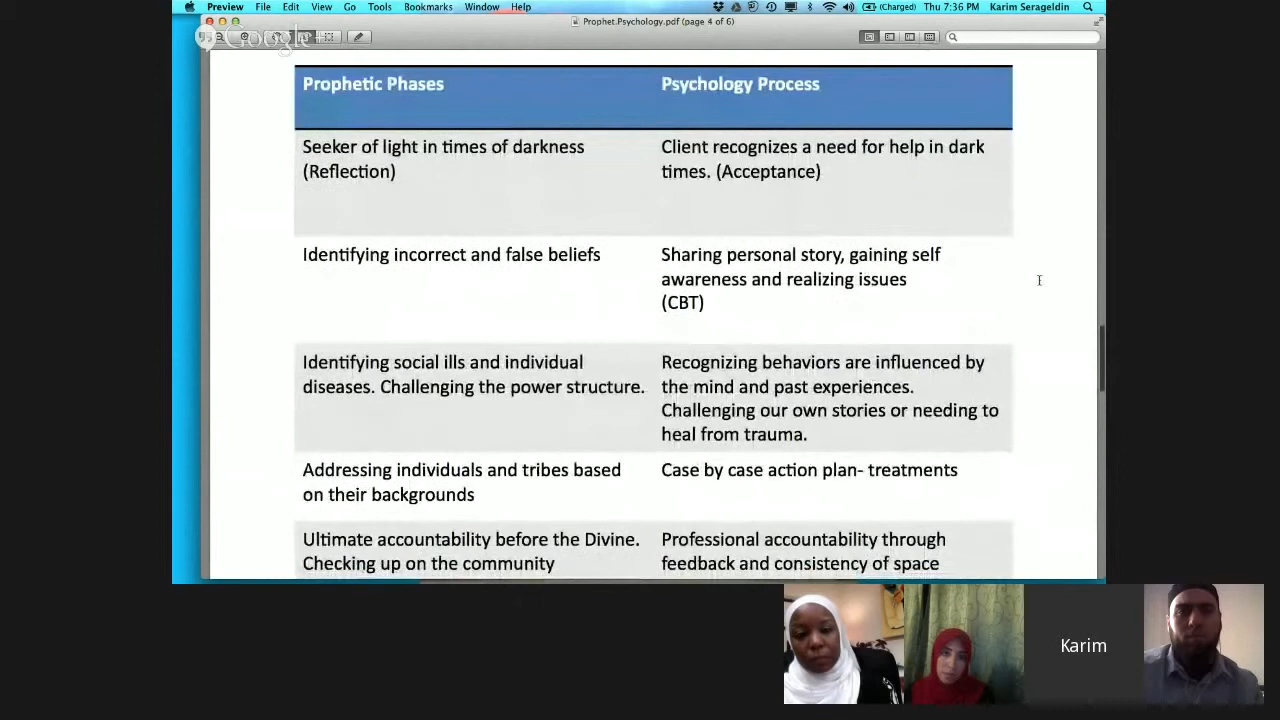 Preview File Edit View Go Tools Bookmarks Window Help (Charged) Thu 7:36 PM Karim Serageldin
Prophet.Psychology.pdf (page 4 of 6)
Google+
Prophetic Phases Psychology Process
Seeker of light in times of darkness
(Reflection)
Client recognizes a need for help in dark
times. (Acceptance)
Identifying incorrect and false beliefs
Sharing personal story, gaining self
awareness and realizing issues
(CBT)
Identifying social ills and individual
diseases. Challenging the power structure.
Recognizing behaviors are influenced by
the mind and past experiences.
Challenging our own stories or needing to
heal from trauma.
Addressing individuals and tribes based
on their backgrounds
Case by case action plan- treatments
Ultimate accountability before the Divine.
Checking up on the community
Professional accountability through
feedback and consistency of space
Karim